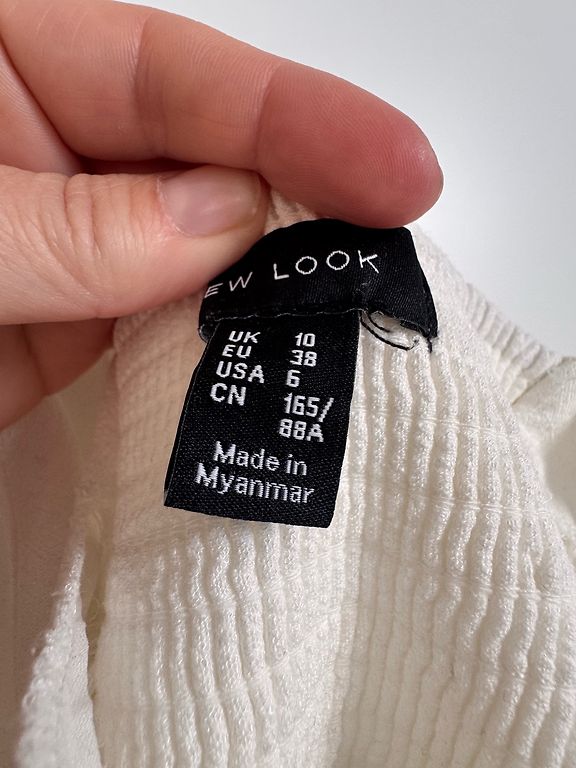 EW LOOK
UK 10
EU 38
USA 6
CN 165/
88A
Made in
Myanmar